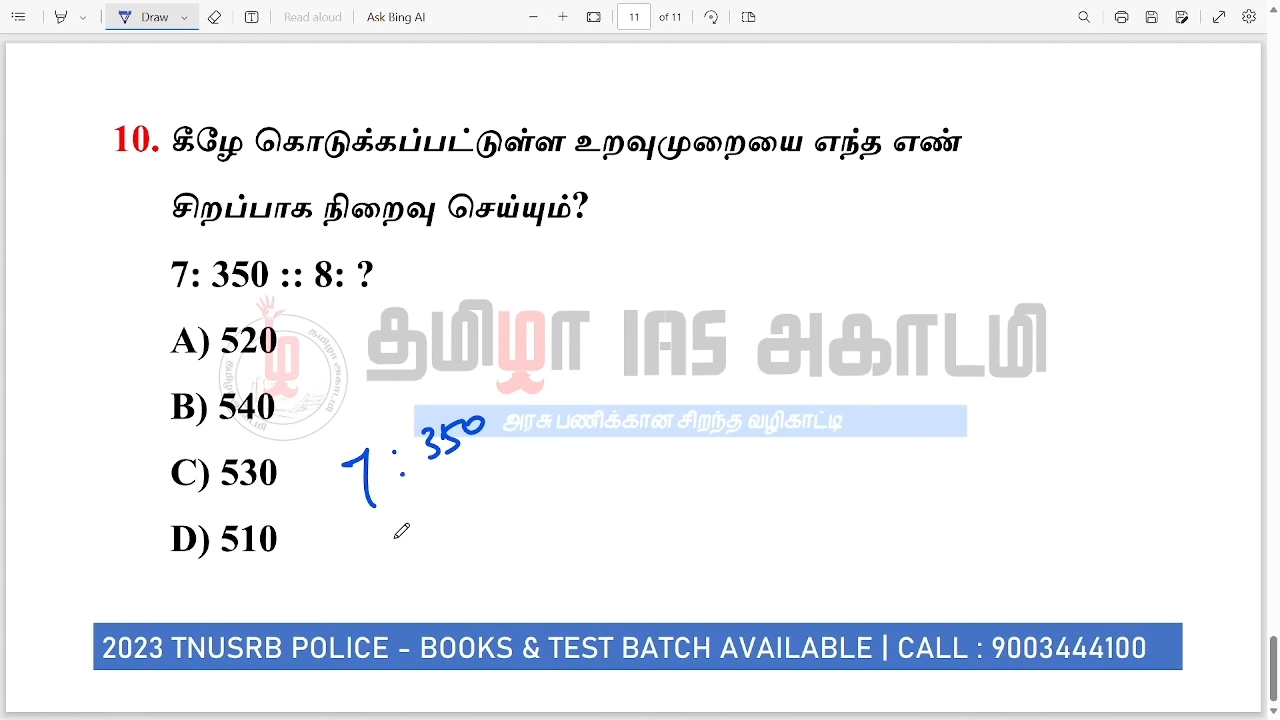 Draw
Read aloud
Ask Bing AI
11 of 11
10. கீழே கொடுக்கப்பட்டுள்ள உறவுமுறையை எந்த எண்
சிறப்பாக நிறைவு செய்யும்?
7: 350 :: 8: ?
A) 520
தமிழா IAS அகாடமி
B) 540
அரசு பணிக்கான சிறந்த வழிகாட்டி
7 : 350
C) 530
D) 510
2023 TNUSRB POLICE - BOOKS & TEST BATCH AVAILABLE | CALL : 9003444100